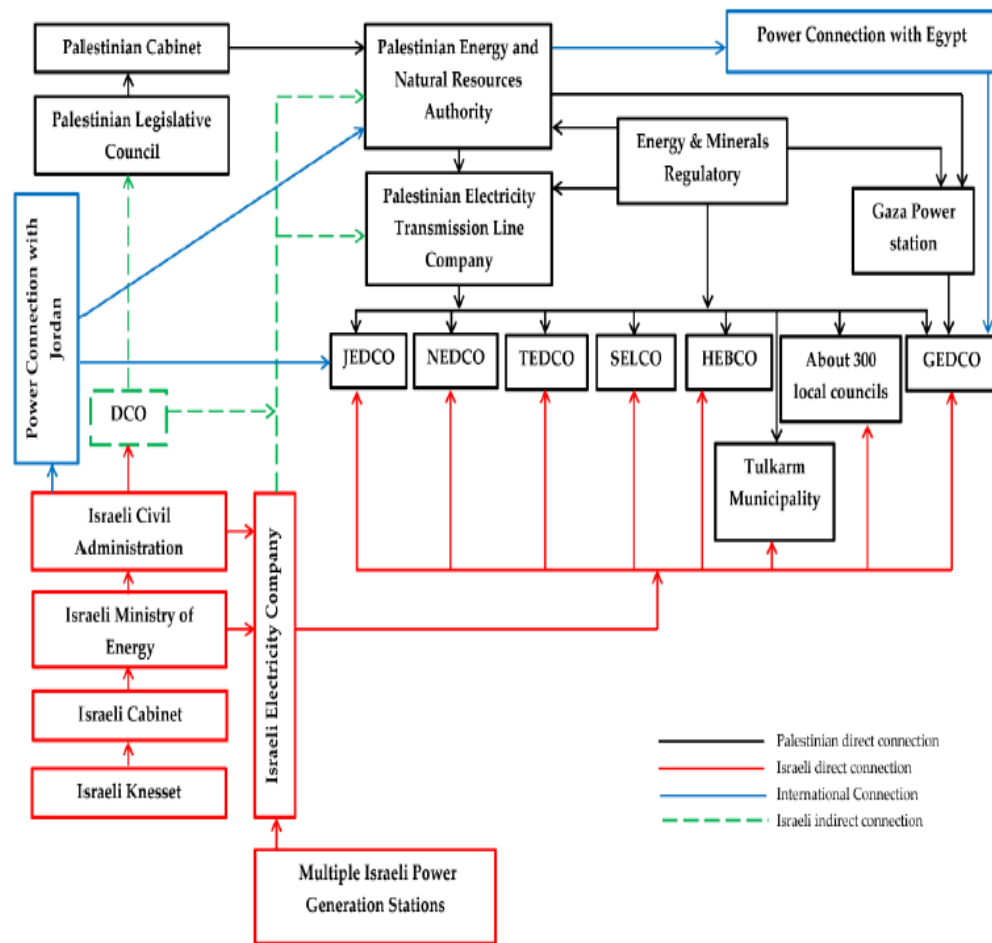 Palestinian Cabinet
Palestinian Energy and
Natural Resources
Authority
Power Connection with Egypt
Palestinian Legislative
Council
Energy & Minerals
Regulatory
Palestinian Electricity
Transmission Line
Company
Gaza Power
station
Power Connection with
Jordan
JEDCO
NEDCO
TEDCO
SELCO
HEBCO
About 300
local councils
GEDCO
DCO
Tulkarm
Municipality
Israeli Civil
Administration
Israeli Electricity Company
Israeli Ministry of
Energy
Israeli Cabinet
Israeli Knesset
Multiple Israeli Power
Generation Stations
Palestinian direct connection
Israeli direct connection
International Connection
Israeli indirect connection